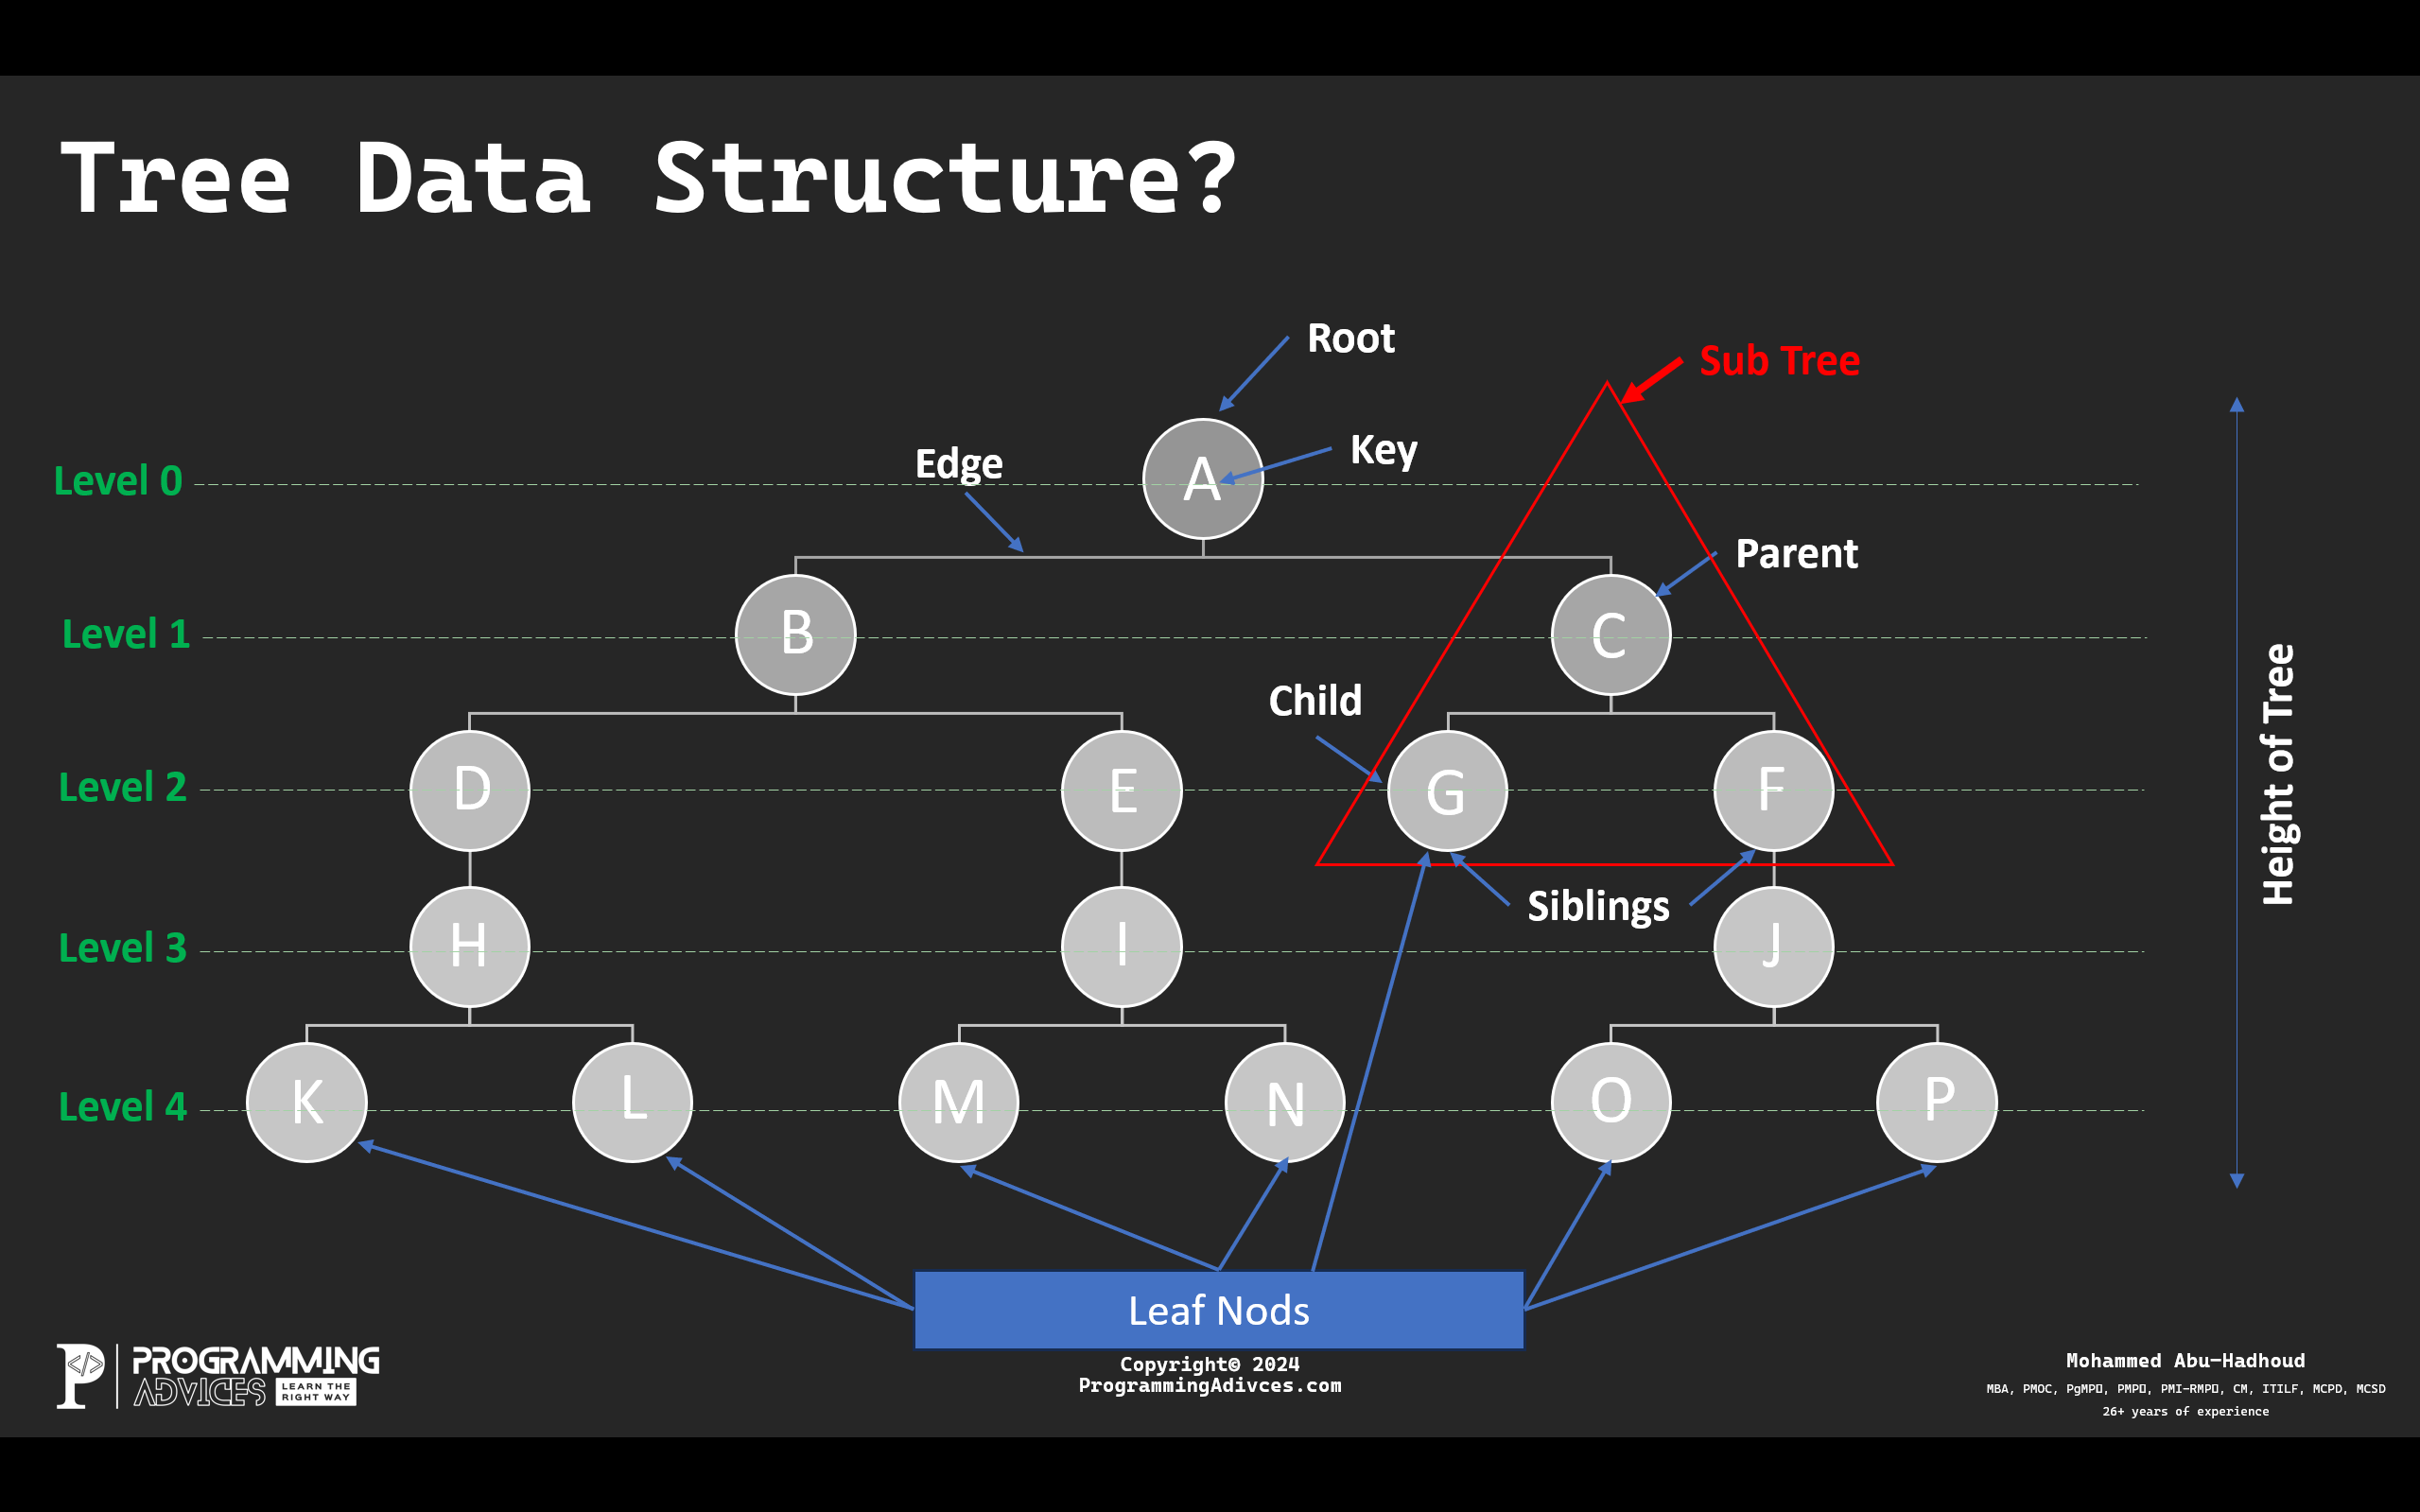 Tree Data Structure?
Root
Sub Tree
Key
Edge
Level 0
A
Parent
Level 1
B
C
Child
Level 2
D
E
G
F
Height of Tree
Siblings
Level 3
H
I
J
Level 4
K
L
M
N
O
P
Leaf Nods
PROGRAMMING
ADVICES
LEARN THE
RIGHT WAY
Copyright© 2024
ProgrammingAdivces.com
Mohammed Abu-Hadhoud
MBA, PMOC, PgMP▯, PMP▯, PMI-RMP▯, CM, ITILF, MCPD, MCSD
26+ years of experience